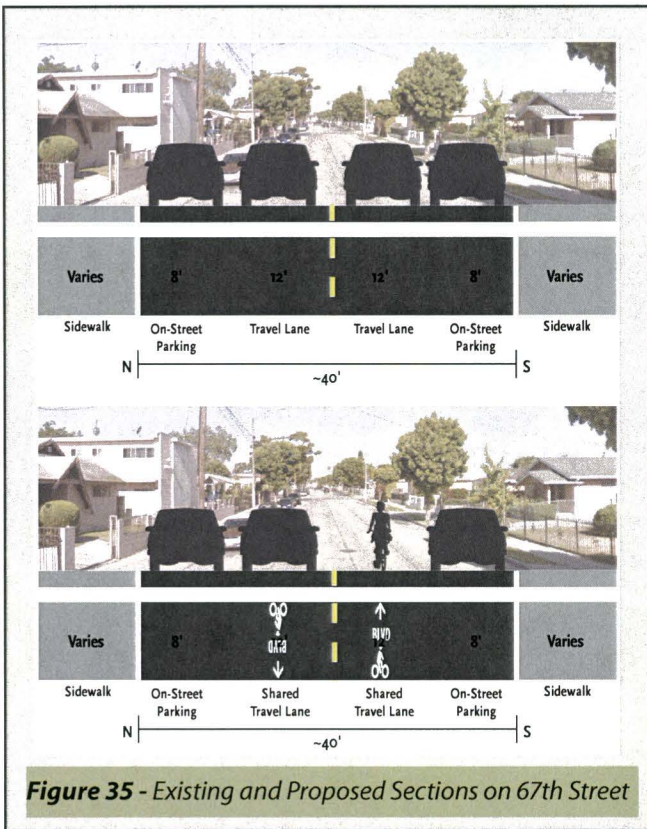 Varies 8' 12' 12' 8' Varies
Sidewalk On-Street Parking Travel Lane Travel Lane On-Street Parking Sidewalk
N ~40' S
Varies 8' 12' 8' Varies
BLVD BLVD
Sidewalk On-Street Parking Shared Travel Lane Shared Travel Lane On-Street Parking Sidewalk
N ~40' S
Figure 35 - Existing and Proposed Sections on 67th Street